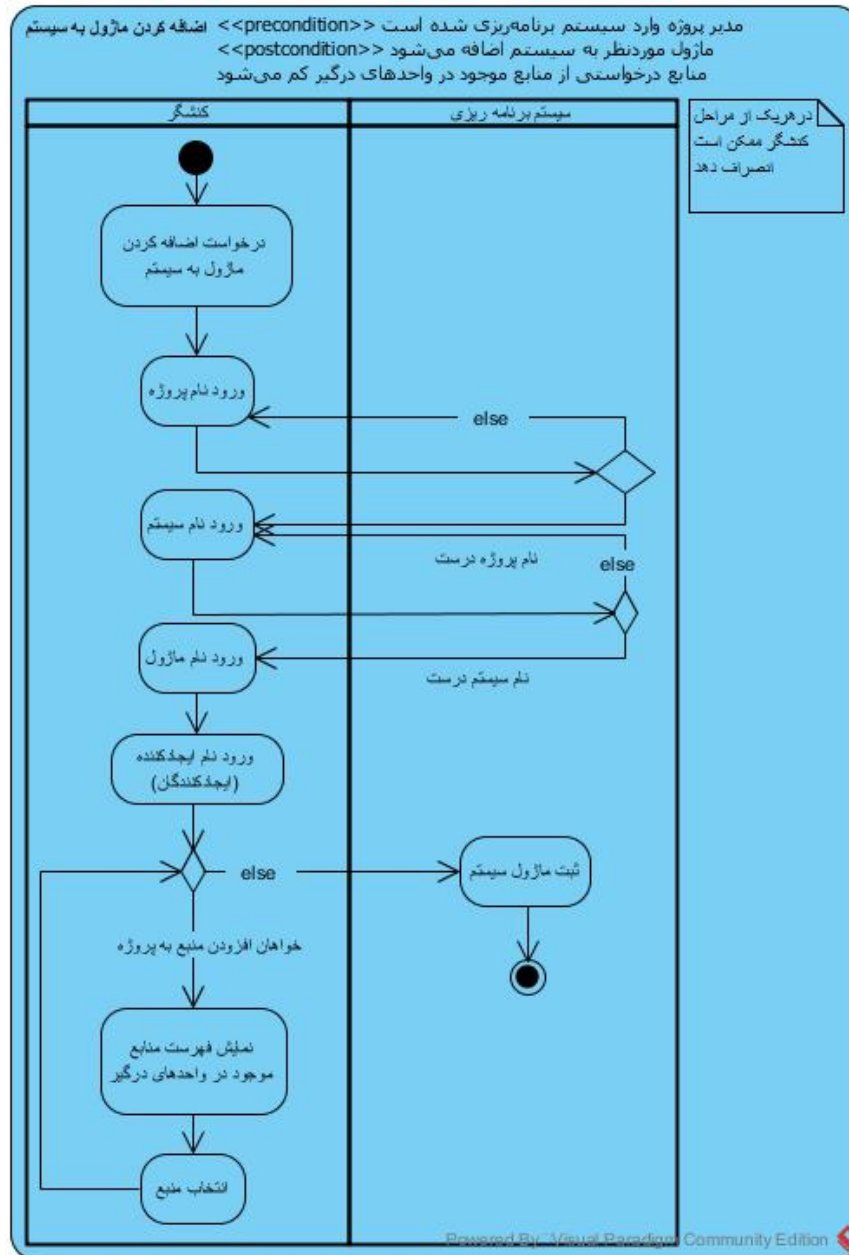 اضافه کردن ماژول به سیستم
<<precondition>> مدیر پروژه وارد سیستم برنامه‌ریزی شده است
<<postcondition>> ماژول موردنظر به سیستم اضافه می‌شود
منابع درخواستی از منابع موجود در واحدهای درگیر کم می‌شود
کنشگر
سیستم برنامه ریزی
در هریک از مراحل
کنشگر ممکن است
انصراف دهد
درخواست اضافه کردن
ماژول به سیستم
ورود نام پروژه
else
ورود نام سیستم
نام پروژه درست
else
ورود نام ماژول
نام سیستم درست
ورود نام ایجادکننده
(ایجادکنندگان)
else
ثبت ماژول سیستم
خواهان افزودن منبع به پروژه
نمایش فهرست منابع
موجود در واحدهای درگیر
انتخاب منبع
Powered By Visual Paradigm Community Edition